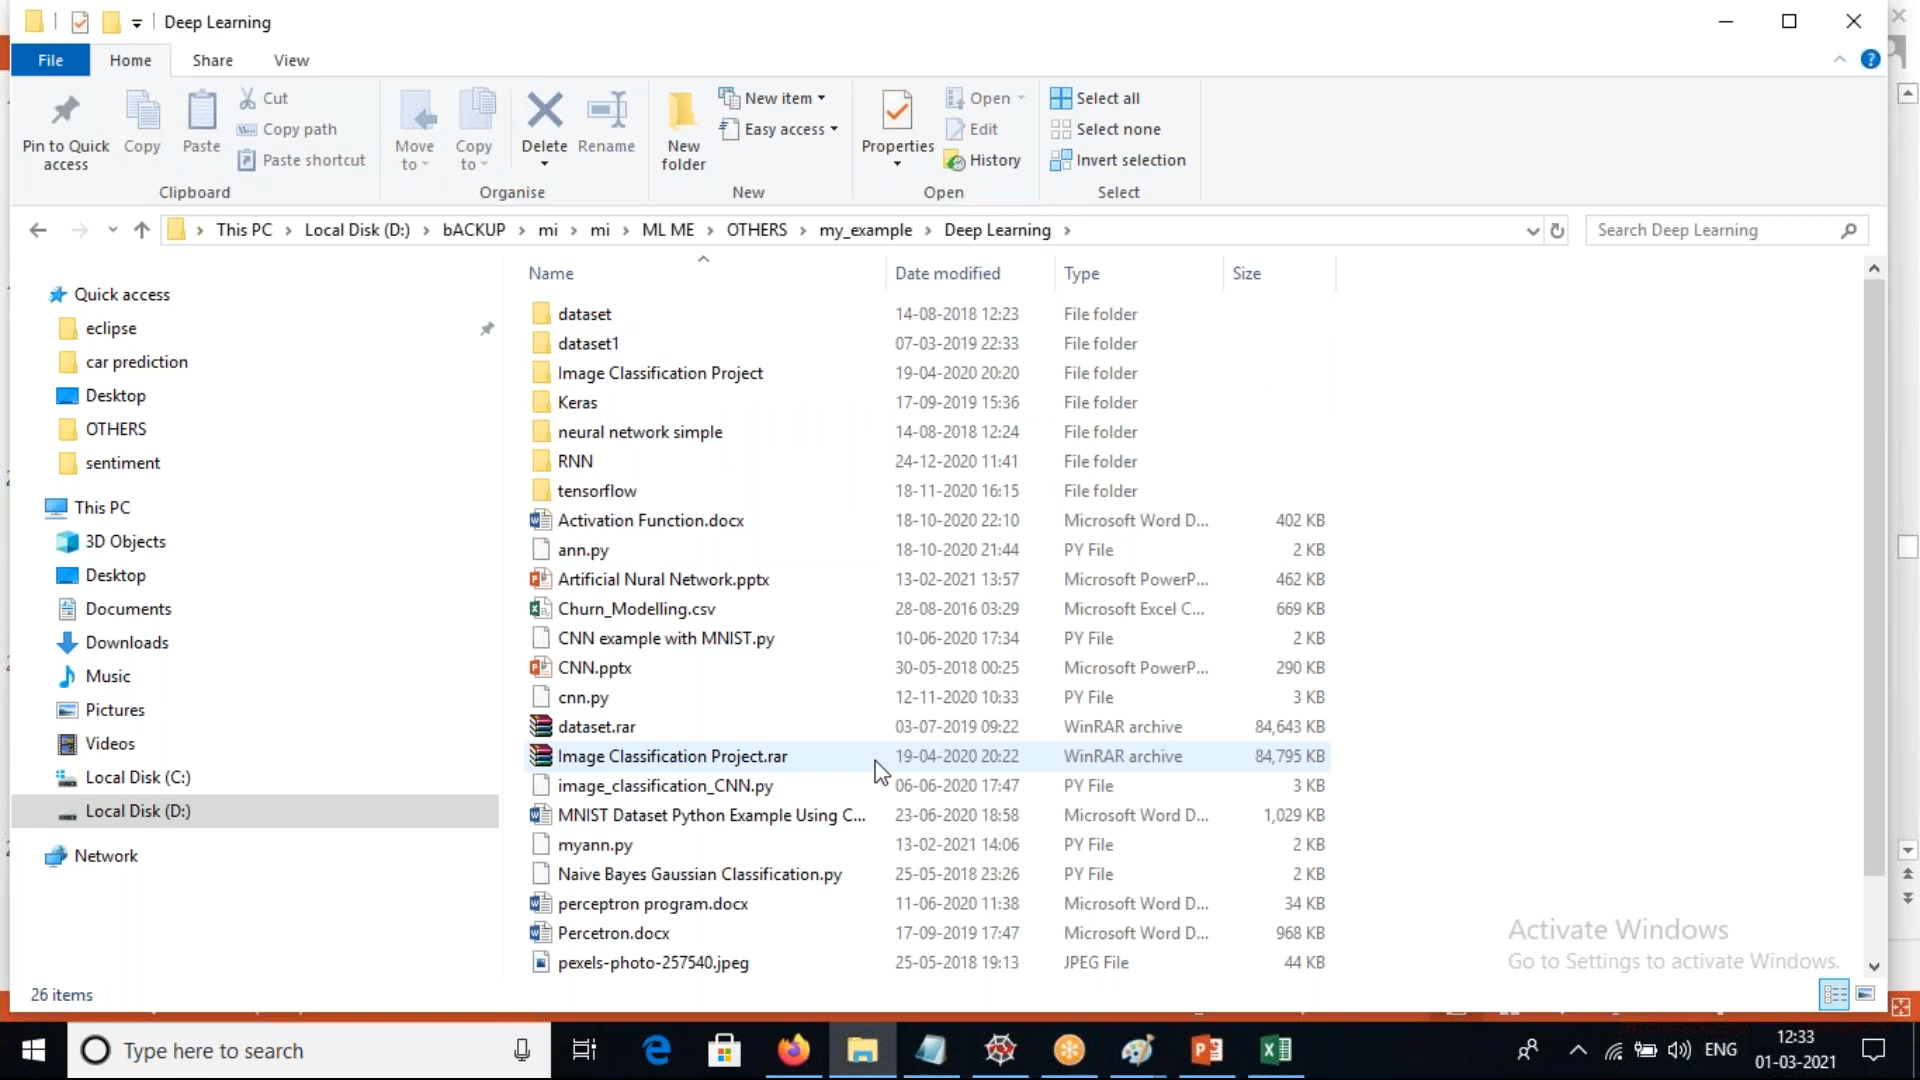 Deep Learning
File Home Share View
Pin to Quick access
Copy
Paste
Cut
Copy path
Paste shortcut
Clipboard
Move to
Copy to
Delete
Rename
Organise
New folder
New item
Easy access
New
Properties
Open
Edit
History
Open
Select all
Select none
Invert selection
Select
This PC > Local Disk (D:) > bACKUP > mi > mi > ML ME > OTHERS > my_example > Deep Learning >
Search Deep Learning
Quick access
eclipse
car prediction
Desktop
OTHERS
sentiment
This PC
3D Objects
Desktop
Documents
Downloads
Music
Pictures
Videos
Local Disk (C:)
Local Disk (D:)
Network
Name Date modified Type Size
dataset 14-08-2018 12:23 File folder
dataset1 07-03-2019 22:33 File folder
Image Classification Project 19-04-2020 20:20 File folder
Keras 17-09-2019 15:36 File folder
neural network simple 14-08-2018 12:24 File folder
RNN 24-12-2020 11:41 File folder
tensorflow 18-11-2020 16:15 File folder
Activation Function.docx 18-10-2020 22:10 Microsoft Word D... 402 KB
ann.py 18-10-2020 21:44 PY File 2 KB
Artificial Nural Network.pptx 13-02-2021 13:57 Microsoft PowerP... 462 KB
Churn_Modelling.csv 28-08-2016 03:29 Microsoft Excel C... 669 KB
CNN example with MNIST.py 10-06-2020 17:34 PY File 2 KB
CNN.pptx 30-05-2018 00:25 Microsoft PowerP... 290 KB
cnn.py 12-11-2020 10:33 PY File 3 KB
dataset.rar 03-07-2019 09:22 WinRAR archive 84,643 KB
Image Classification Project.rar 19-04-2020 20:22 WinRAR archive 84,795 KB
image_classification_CNN.py 06-06-2020 17:47 PY File 3 KB
MNIST Dataset Python Example Using C... 23-06-2020 18:58 Microsoft Word D... 1,029 KB
myann.py 13-02-2021 14:06 PY File 2 KB
Naive Bayes Gaussian Classification.py 25-05-2018 23:26 PY File 2 KB
perceptron program.docx 11-06-2020 11:38 Microsoft Word D... 34 KB
Percetron.docx 17-09-2019 17:47 Microsoft Word D... 968 KB
pexels-photo-257540.jpeg 25-05-2018 19:13 JPEG File 44 KB
Activate Windows
Go to Settings to activate Windows.
26 items
Type here to search
ENG
12:33
01-03-2021